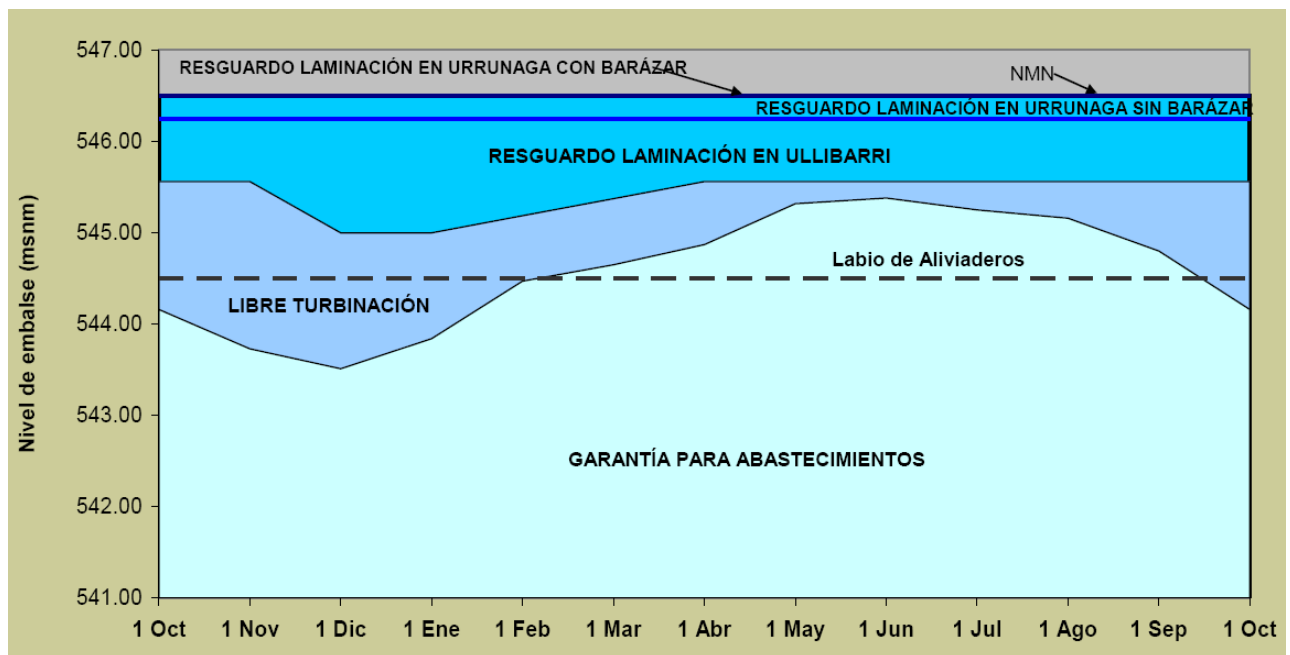 547.00
546.00
545.00
544.00
543.00
542.00
541.00
Nivel de embalse (msnm)
RESGUARDO LAMINACIÓN EN URRUNAGA CON BARÁZAR
NMN
RESGUARDO LAMINACIÓN EN URRUNAGA SIN BARÁZAR
RESGUARDO LAMINACIÓN EN ULLIBARRI
Labio de Aliviaderos
LIBRE TURBINACIÓN
GARANTÍA PARA ABASTECIMIENTOS
1 Oct 1 Nov 1 Dic 1 Ene 1 Feb 1 Mar 1 Abr 1 May 1 Jun 1 Jul 1 Ago 1 Sep 1 Oct